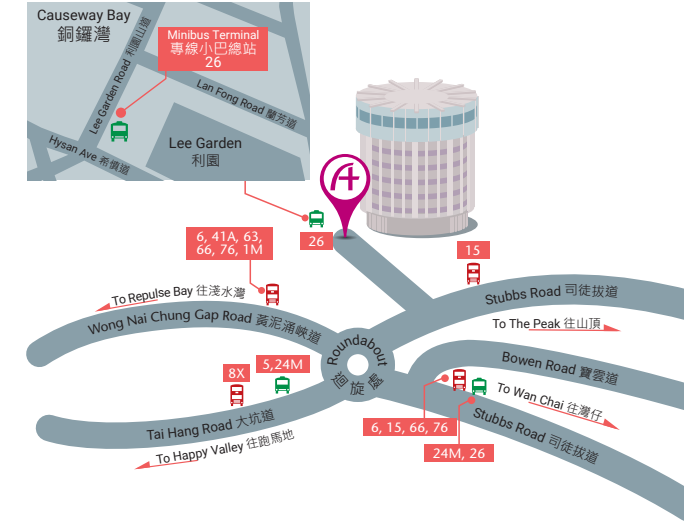 Causeway Bay
銅鑼灣
Minibus Terminal
專線小巴總站
26
Lee Garden Road 利園山道
Lan Fong Road 蘭芳道
Hysan Ave 希慎道
Lee Garden
利園
26
6, 41A, 63,
66, 76, 1M
15
To Repulse Bay 往淺水灣
Wong Nai Chung Gap Road 黃泥涌峽道
Stubbs Road 司徒拔道
To The Peak 往山頂
Roundabout
迴旋處
Bowen Road 寶雲道
8X
5,24M
To Wan Chai 往灣仔
Stubbs Road 司徒拔道
6, 15, 66, 76
24M, 26
Tai Hang Road 大坑道
To Happy Valley 往跑馬地